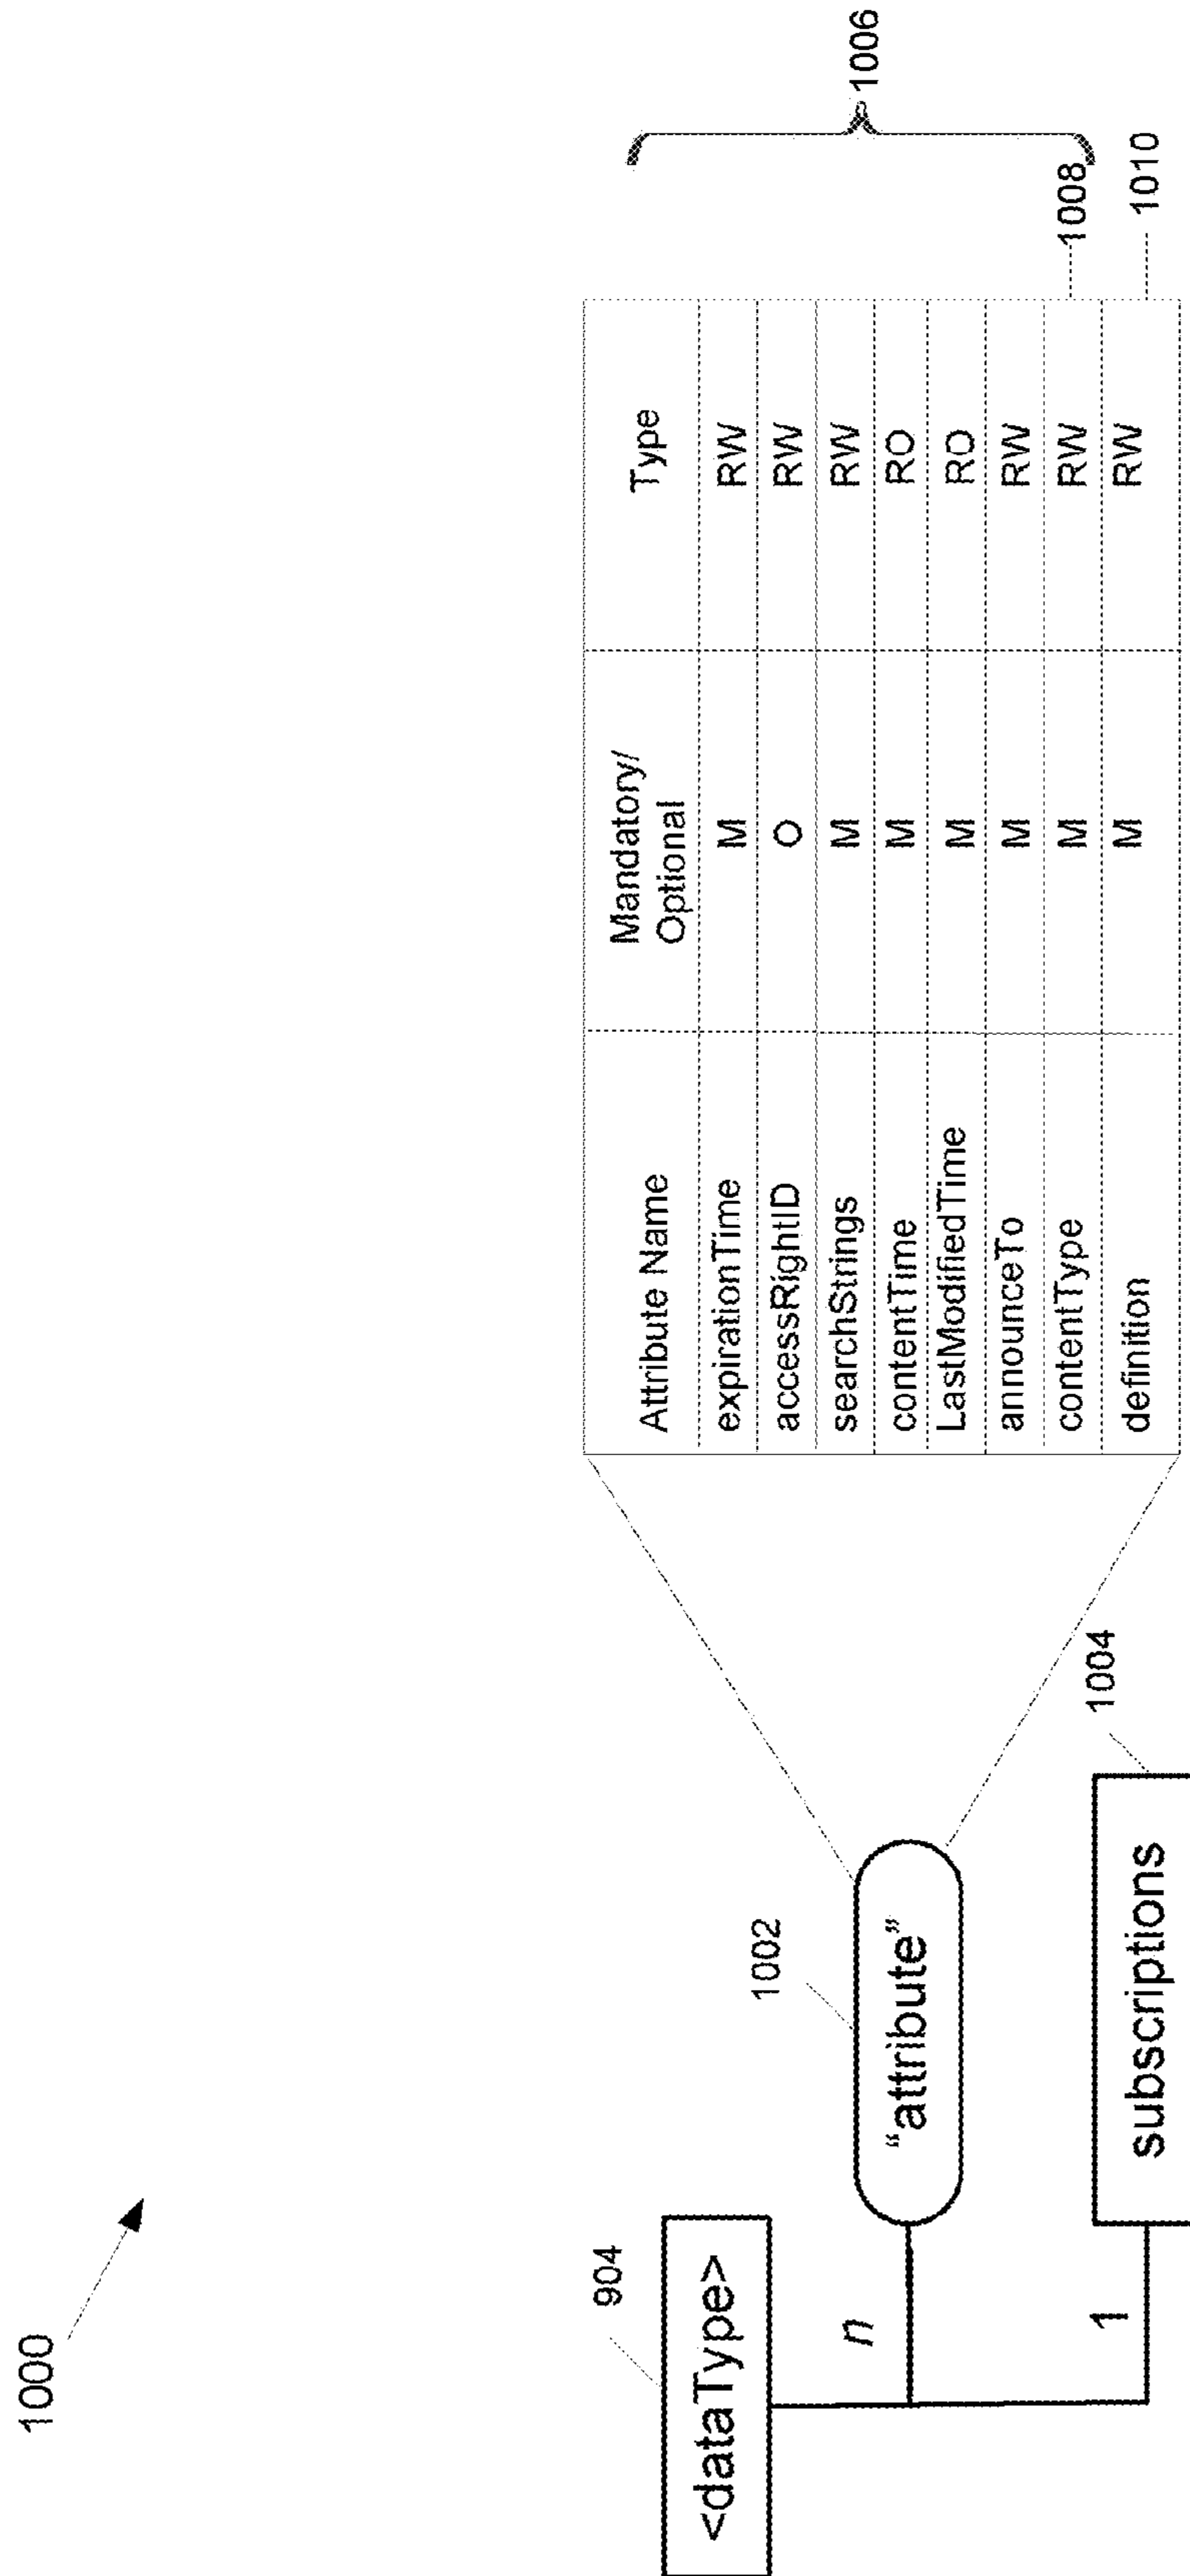 1000
904
<dataType>
n
1002
“attribute”
1
1004
subscriptions
Attribute Name Mandatory/ Optional Type
expirationTime M RW
accessRightID O RW
searchStrings M RW
contentTime M RO
LastModifiedTime M RO
announceTo M RW
contentType M RW
definition M RW
1006
1008
1010